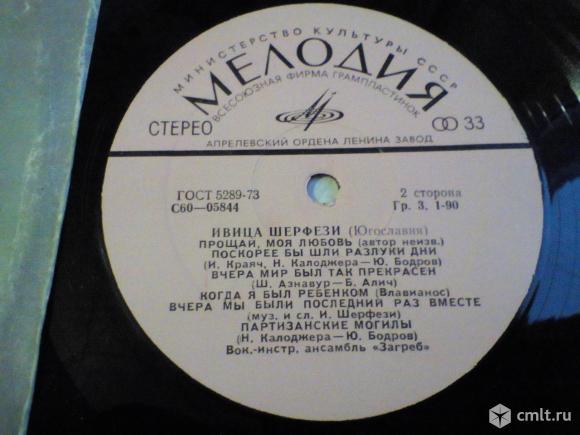 МИНИСТЕРСТВО КУЛЬТУРЫ СССР
МЕЛОДИЯ
ВСЕСОЮЗНАЯ ФИРМА ГРАМПЛАСТИНОК
СТЕРЕО
33
АПРЕЛЕВСКИЙ ОРДЕНА ЛЕНИНА ЗАВОД
ГОСТ 5289-73
2 сторона
С60—05844
Гр. 3, 1-90
ИВИЦА ШЕРФЕЗИ (Югославия)
ПРОЩАЙ, МОЯ ЛЮБОВЬ (автор неизв.)
ПОСКОРЕЕ БЫ ШЛИ РАЗЛУКИ ДНИ
(И. Краяч, Н. Калоджера—Ю. Бодров)
ВЧЕРА МИР БЫЛ ТАК ПРЕКРАСЕН
(Ш. Азнавур—Б. Алич)
КОГДА Я БЫЛ РЕБЕНКОМ (Влавианос)
ВЧЕРА МЫ БЫЛИ ПОСЛЕДНИЙ РАЗ ВМЕСТЕ
(муз. и сл. И. Шерфези)
ПАРТИЗАНСКИЕ МОГИЛЫ
(Н. Калоджера—Ю. Бодров)
Вок.-инстр. ансамбль «Загреб»
cmlt.ru